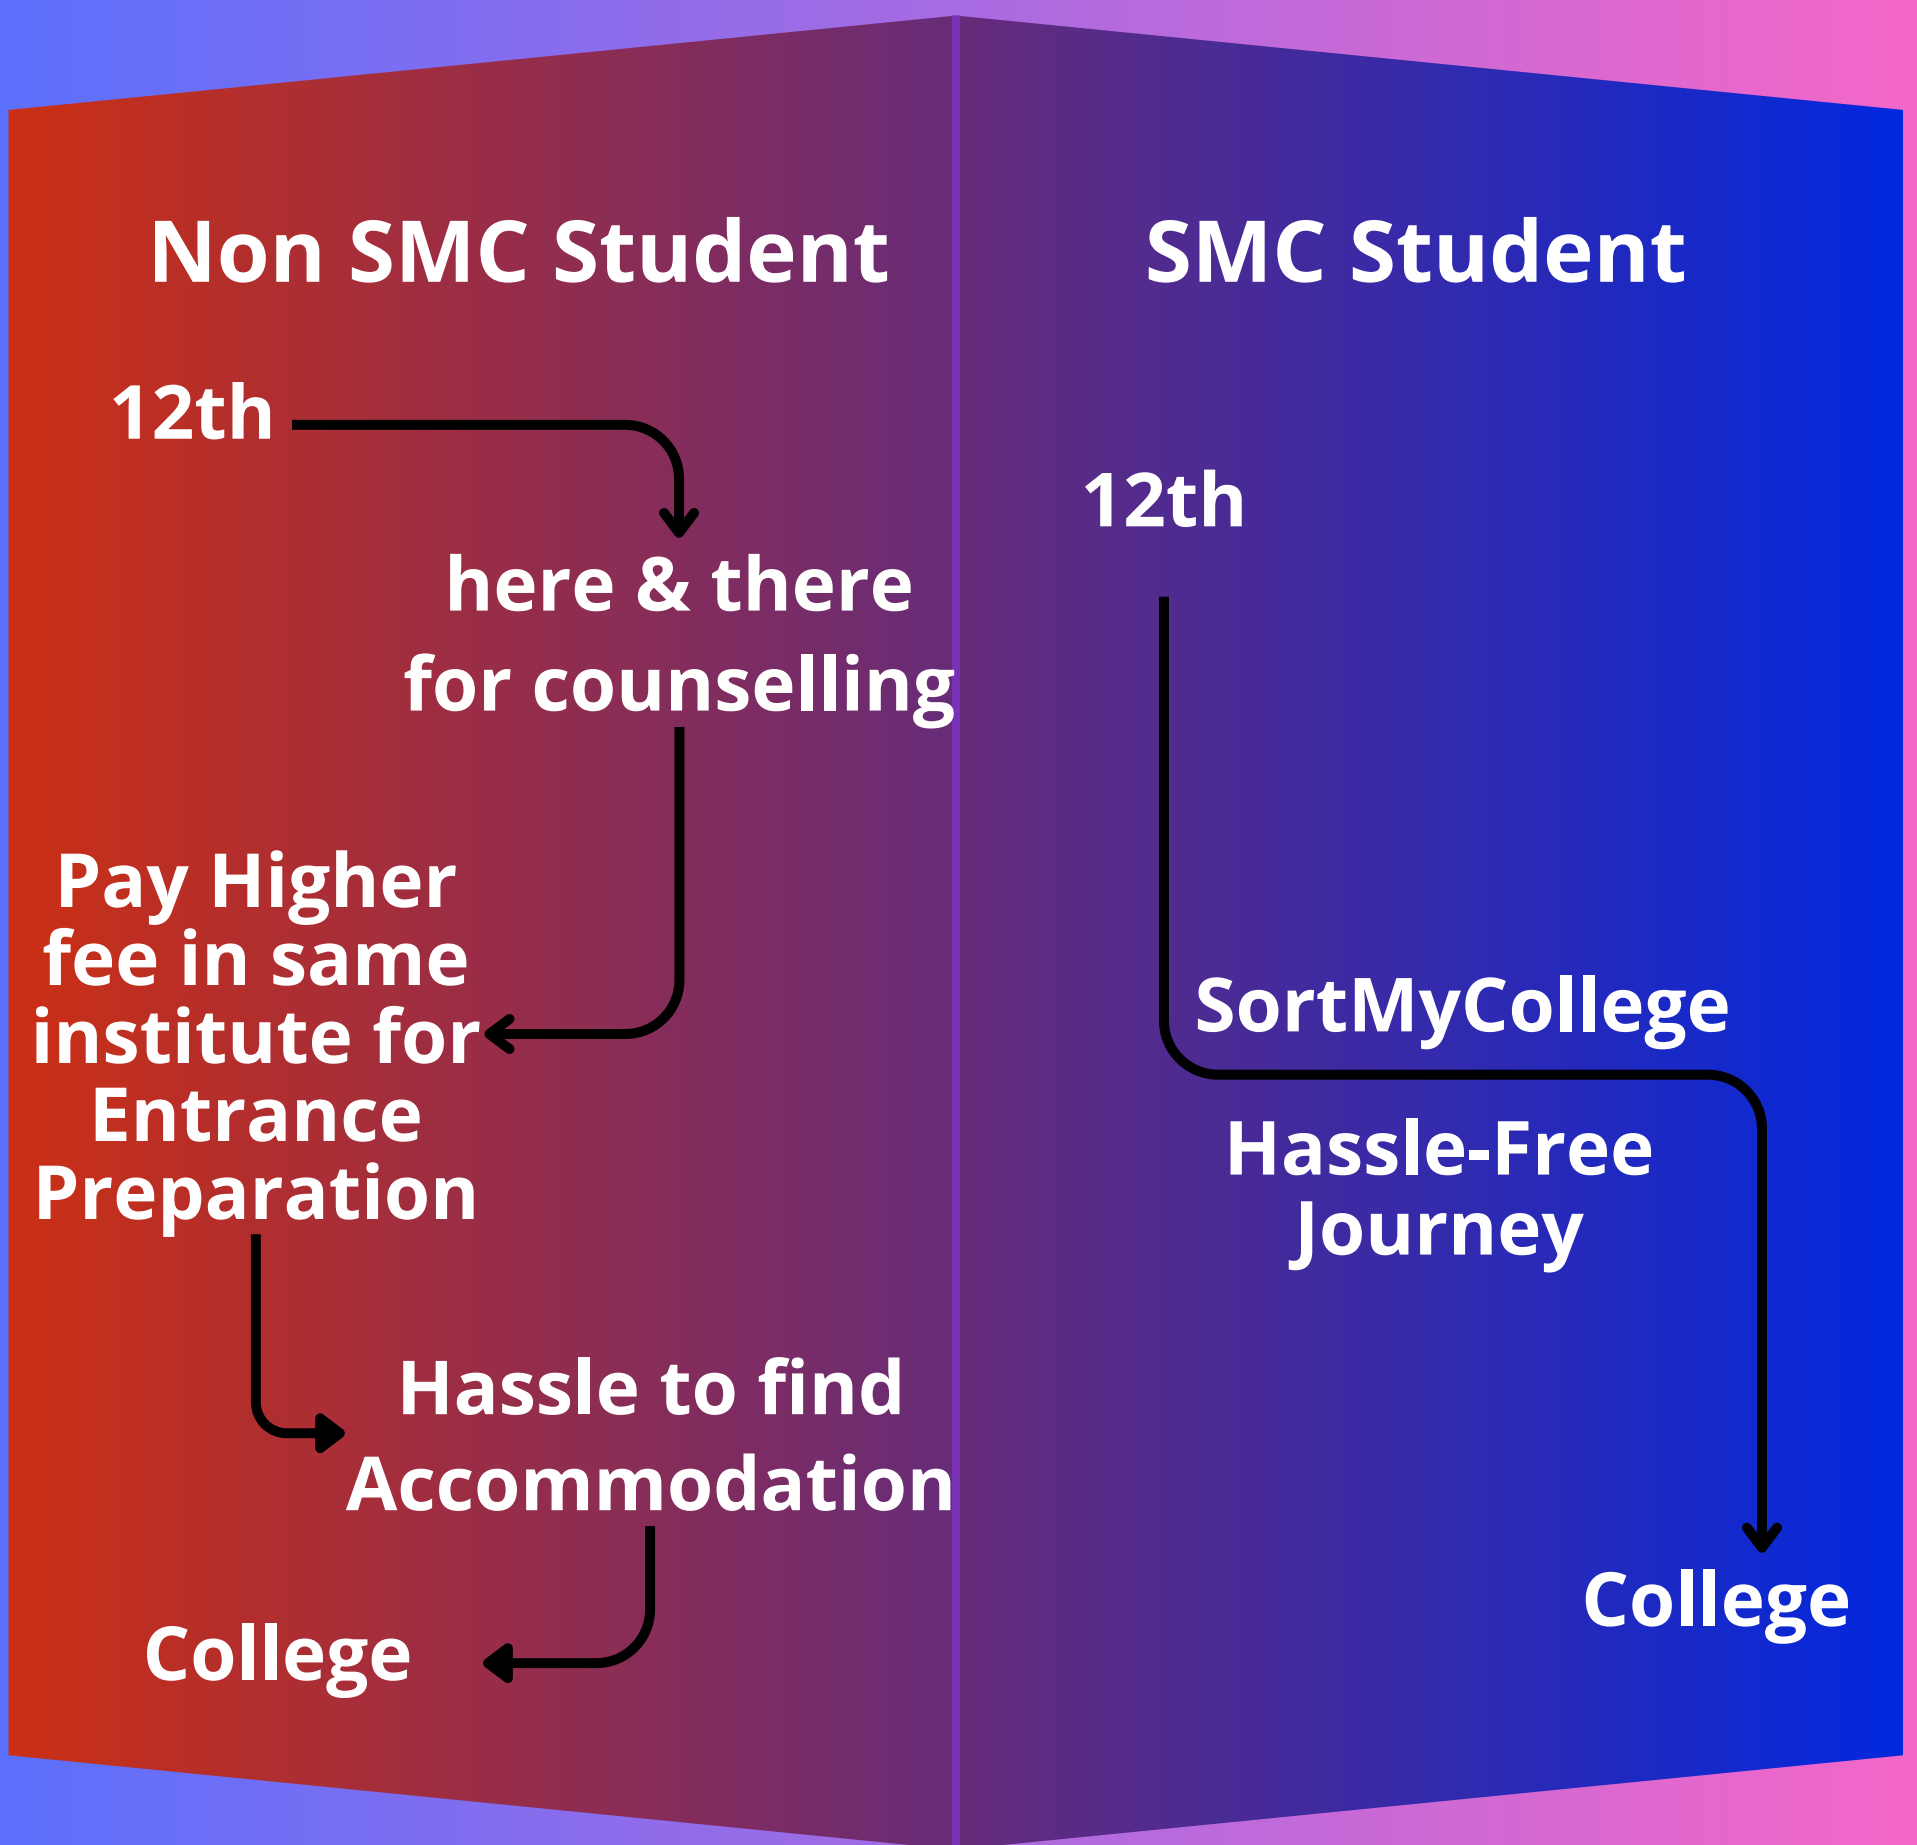 Non SMC Student
12th
here & there
for counselling
Pay Higher
fee in same
institute for
Entrance
Preparation
Hassle to find
Accommodation
College
SMC Student
12th
SortMyCollege
Hassle-Free
Journey
College